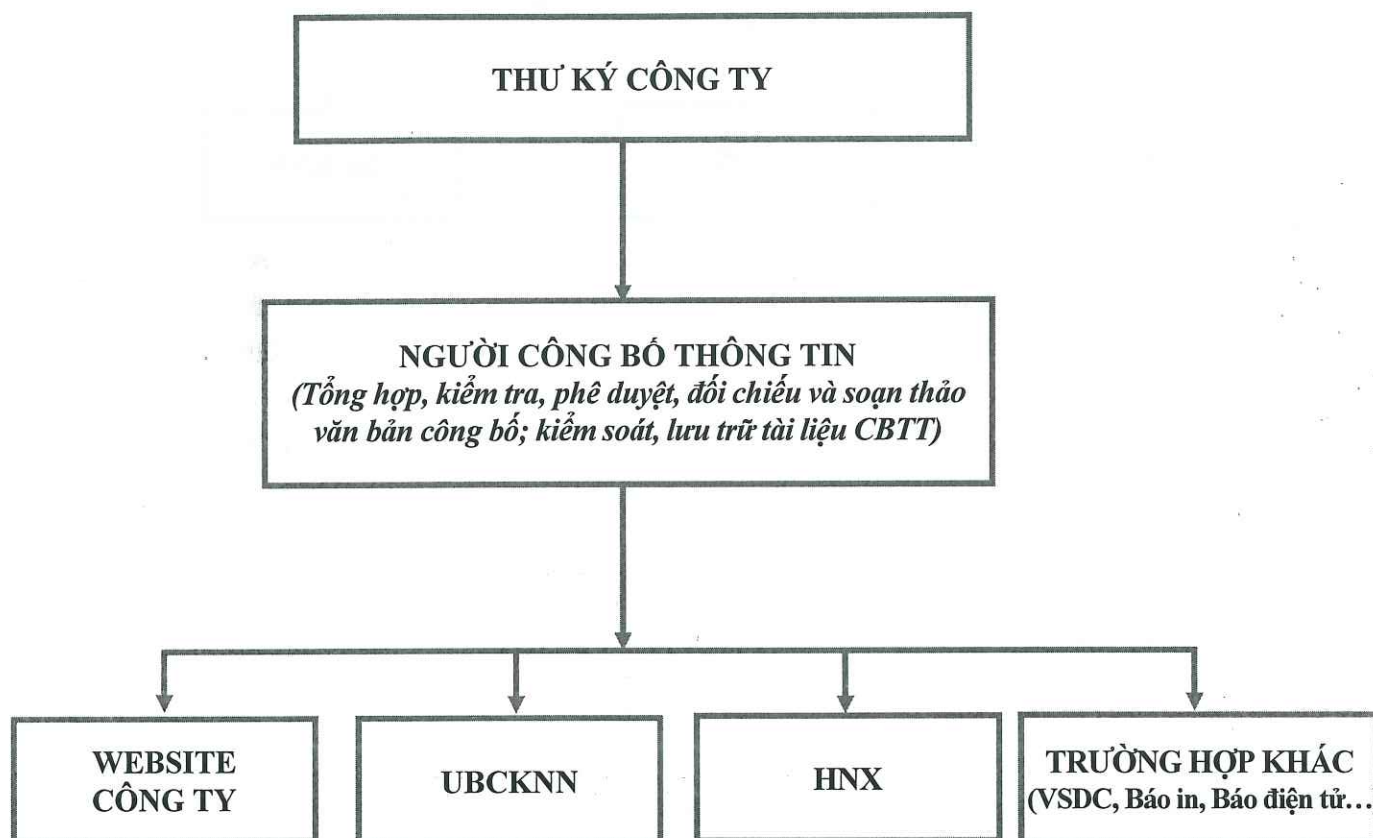 THƯ KÝ CÔNG TY
NGƯỜI CÔNG BỐ THÔNG TIN
(Tổng hợp, kiểm tra, phê duyệt, đối chiếu và soạn thảo
văn bản công bố; kiểm soát, lưu trữ tài liệu CBTT)
WEBSITE
CÔNG TY
UBCKNN
HNX
TRƯỜNG HỢP KHÁC
(VSDC, Báo in, Báo điện tử…